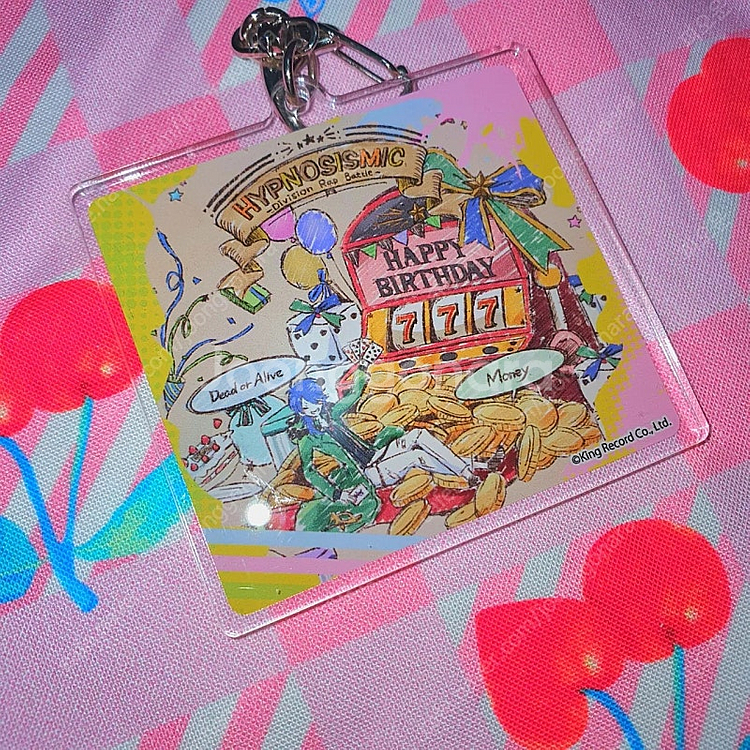 HYPNOSISMIC
-Division Rap Battle-
HAPPY
BIRTHDAY
777
Dead or Alive
Money
©King Record Co., Ltd.